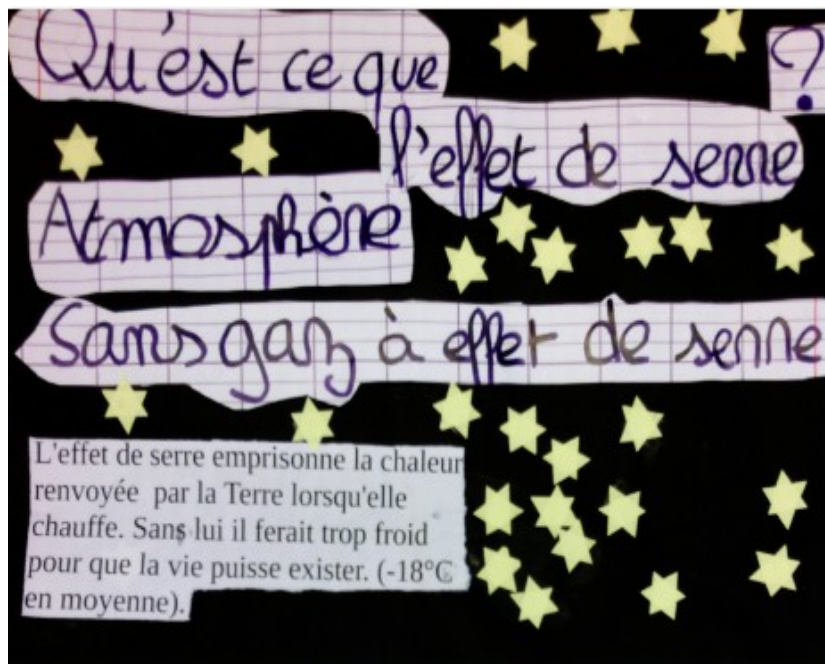 Qu'est ce que
?
l'effet de serre
Atmosphère
Sans gaz à effet de serre
L'effet de serre emprisonne la chaleur
renvoyée par la Terre lorsqu'elle
chauffe. Sans lui il ferait trop froid
pour que la vie puisse exister. (-18°C
en moyenne).